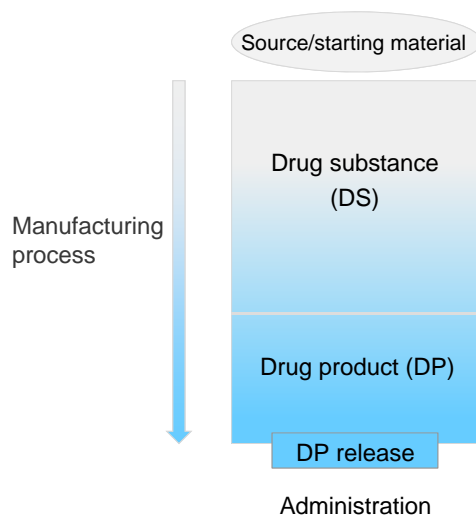 Source/starting material
Drug substance
(DS)
Manufacturing
process
Drug product (DP)
DP release
Administration